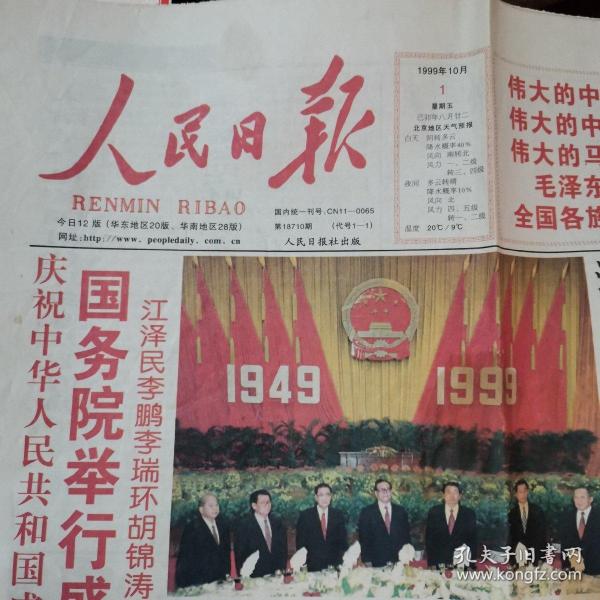 人民日报
RENMIN RIBAO
今日12版(华东地区20版、华南地区28版)
网址:http://www.peopledaily.com.cn
国内统一刊号:CN11—0065
第18710期 (代号1—1)
人民日报社出版
1999年10月
1
星期五
己卯年八月廿二
北京地区天气预报
白天 阴转多云
降水概率40%
风向 南转北
风力 一、二级
转三、四级
夜间 多云转晴
降水概率10%
风向 北
风力 四、五级
转一、二级
温度 20℃/9℃
伟大的中
伟大的中
伟大的马
毛泽东
全国各族
庆祝中华人民共和国成
国务院举行盛
江泽民李鹏李瑞环胡锦涛
1949
1999
孔夫子旧书网
www.kongfz.com